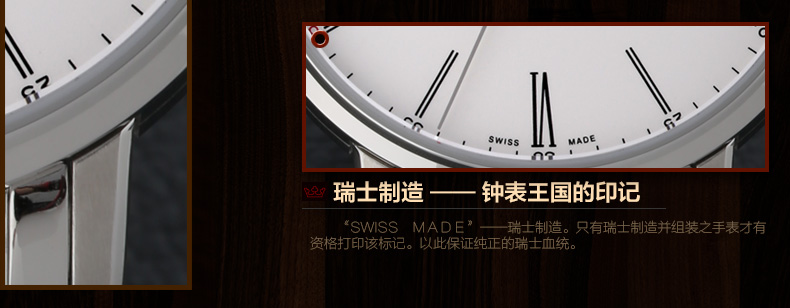 25
SWISS MADE
30
瑞士制造 —— 钟表王国的印记
“SWISS MADE”——瑞士制造。只有瑞士制造并组装之手表才有
资格打印该标记。以此保证纯正的瑞士血统。